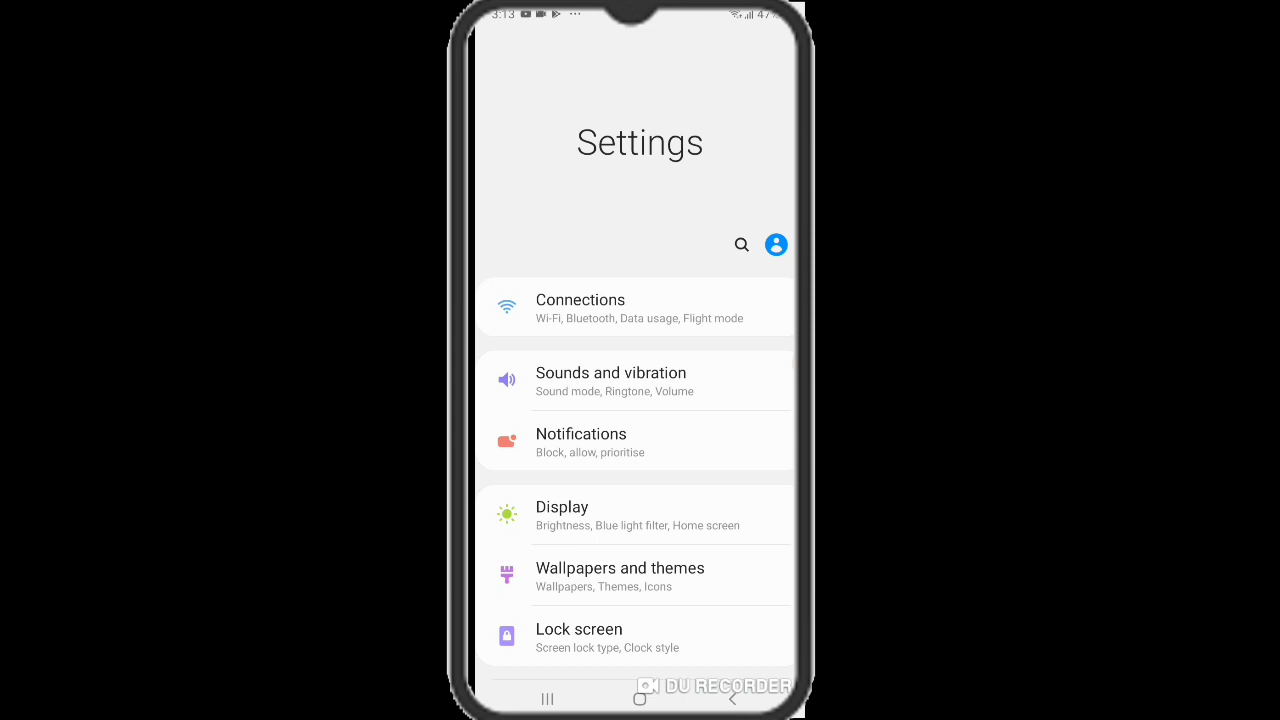 3:13 ... 47%
Settings
Connections
Wi-Fi, Bluetooth, Data usage, Flight mode
Sounds and vibration
Sound mode, Ringtone, Volume
Notifications
Block, allow, prioritise
Display
Brightness, Blue light filter, Home screen
Wallpapers and themes
Wallpapers, Themes, Icons
Lock screen
Screen lock type, Clock style
DU RECORDER